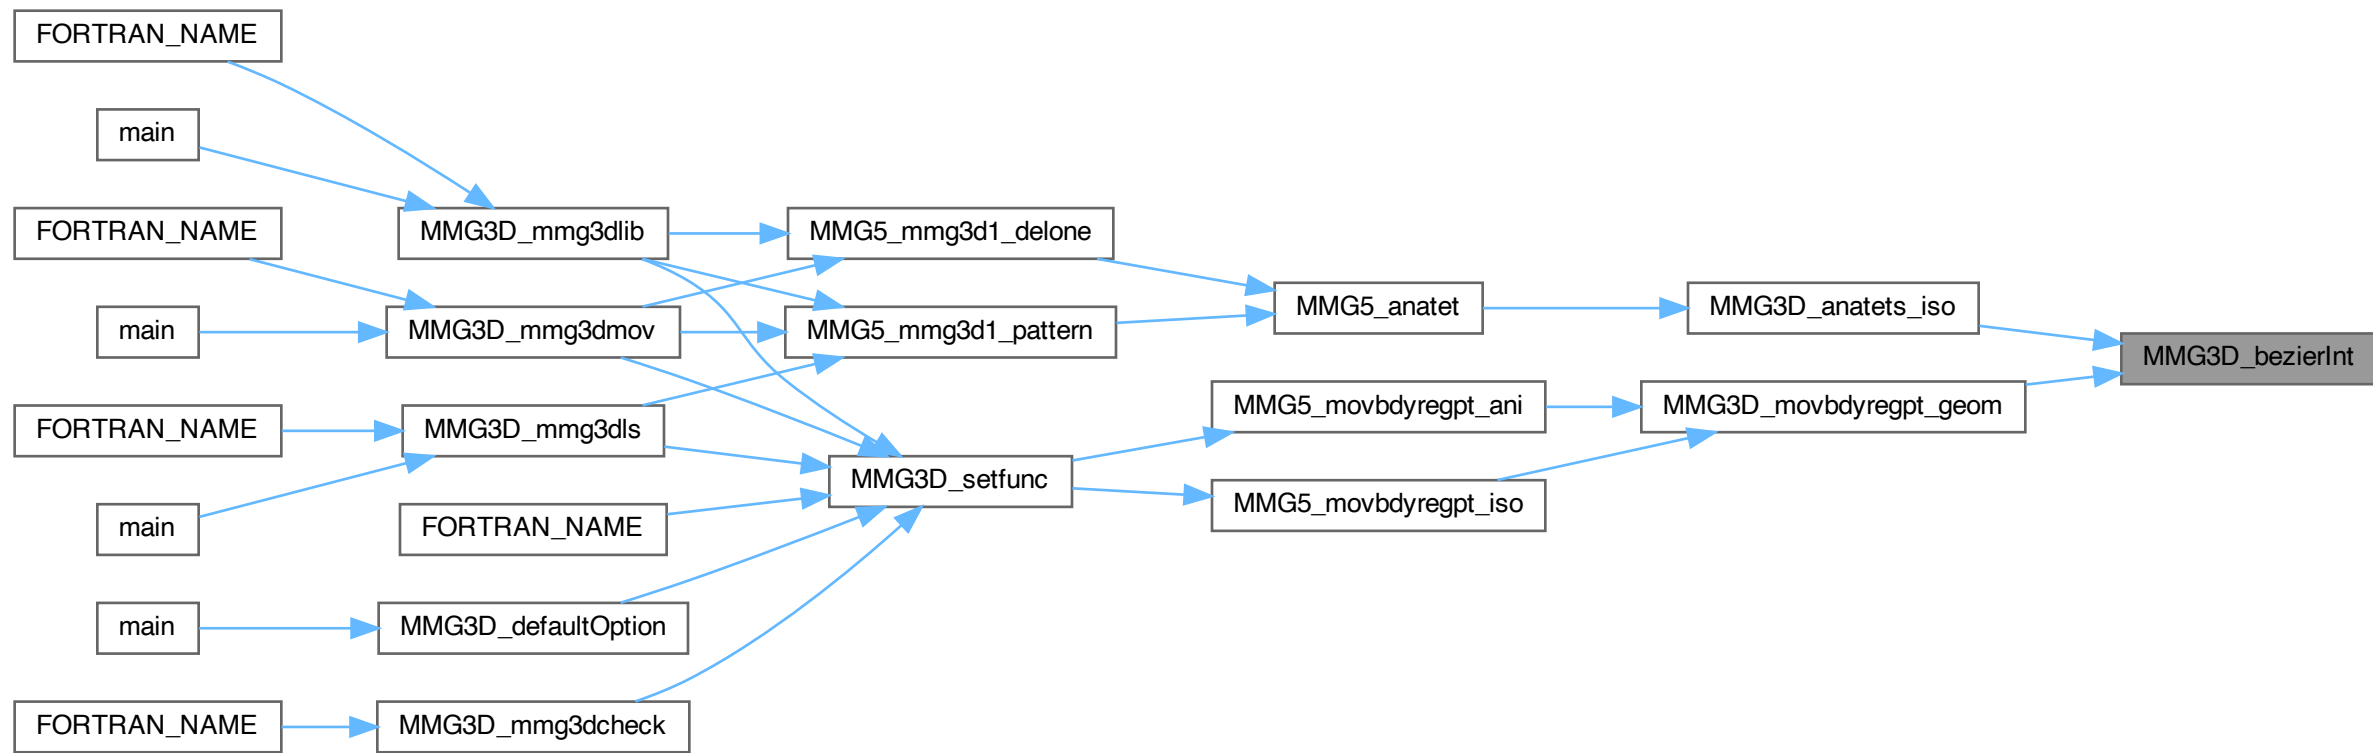 FORTRAN_NAME
main
FORTRAN_NAME
MMG3D_mmg3dlib
MMG5_mmg3d1_delone
main
MMG3D_mmg3dmov
MMG5_mmg3d1_pattern
MMG5_anatet
MMG3D_anatets_iso
MMG3D_bezierInt
FORTRAN_NAME
MMG3D_mmg3dls
MMG5_movbdyregpt_ani
MMG3D_movbdyregpt_geom
MMG3D_setfunc
MMG5_movbdyregpt_iso
main
FORTRAN_NAME
main
MMG3D_defaultOption
FORTRAN_NAME
MMG3D_mmg3dcheck